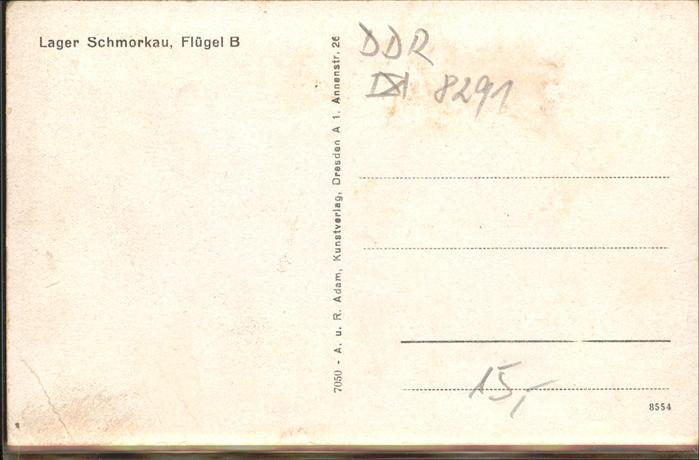 Lager Schmorkau, Flügel B
7050 - A. u. R. Adam, Kunstverlag, Dresden A 1, Annenstr. 26
DDR
8291
15,-
8554